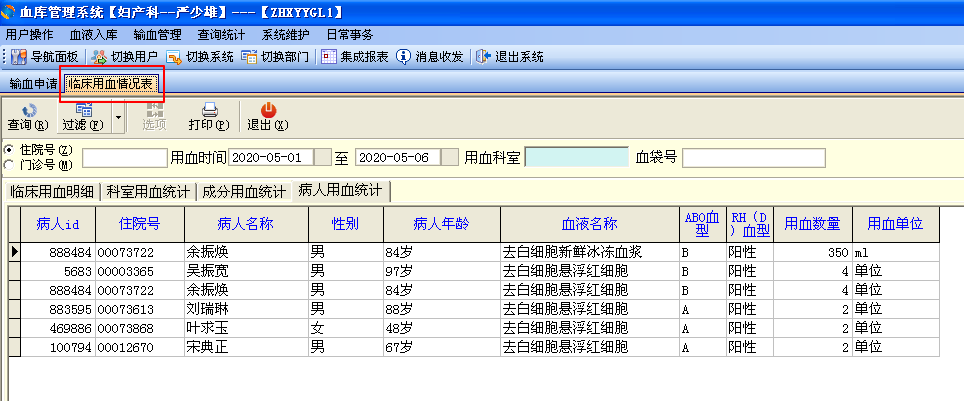 血库管理系统【妇产科--严少雄】---【ZHXYYGL1】
用户操作 血液入库 输血管理 查询统计 系统维护 日常事务
导航面板 切换用户 切换系统 切换部门 集成报表 消息收发 退出系统
输血申请 临床用血情况表
查询(R) 过滤(F) 选项 打印(P) 退出(X)
住院号(Z)
门诊号(M)
用血时间 2020-05-01 至 2020-05-06 用血科室 血袋号
临床用血明细 科室用血统计 成分用血统计 病人用血统计
病人id 住院号 病人名称 性别 病人年龄 血液名称 ABO血型 RH(D)血型 用血数量 用血单位
888484 00073722 余振焕 男 84岁 去白细胞新鲜冰冻血浆 B 阳性 350 ml
5683 00003365 吴振宽 男 97岁 去白细胞悬浮红细胞 B 阳性 4 单位
888484 00073722 余振焕 男 84岁 去白细胞悬浮红细胞 B 阳性 4 单位
883595 00073613 刘瑞琳 男 88岁 去白细胞悬浮红细胞 A 阳性 2 单位
469886 00073868 叶求玉 女 48岁 去白细胞悬浮红细胞 A 阳性 2 单位
100794 00012670 宋典正 男 67岁 去白细胞悬浮红细胞 A 阳性 2 单位